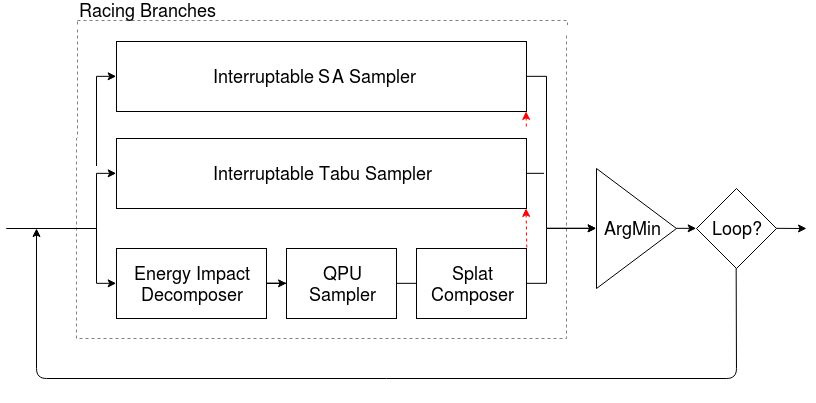 Racing Branches
Interruptable SA Sampler
Interruptable Tabu Sampler
Energy Impact
Decomposer
QPU
Sampler
Splat
Composer
ArgMin
Loop?